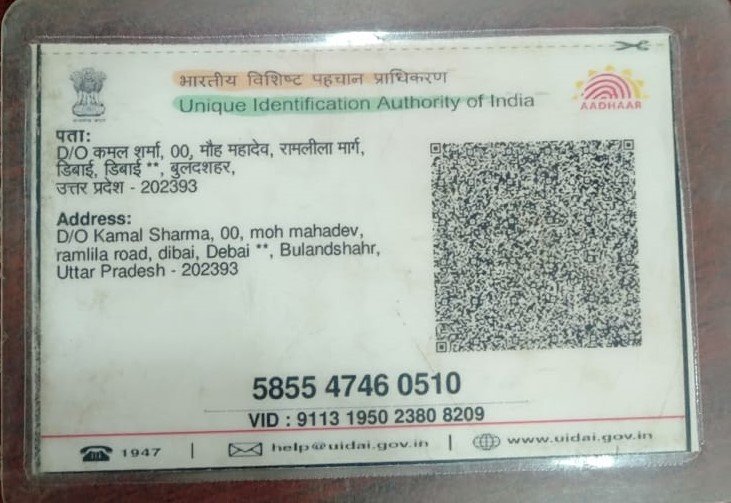 भारतीय विशिष्ट पहचान प्राधिकरण
Unique Identification Authority of India
AADHAAR
पता:
D/O कमल शर्मा, 00, मौह महादेव, रामलीला मार्ग,
डिबाई, डिबाई **, बुलंदशहर,
उत्तर प्रदेश - 202393
Address:
D/O Kamal Sharma, 00, moh mahadev,
ramlila road, dibai, Debai **, Bulandshahr,
Uttar Pradesh - 202393
5855 4746 0510
VID : 9113 1950 2380 8209
1947 | help@uidai.gov.in | www.uidai.gov.in